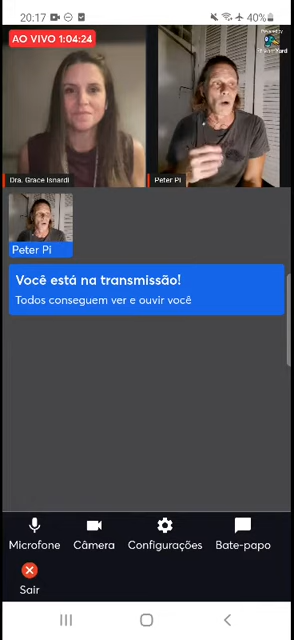 20:17
40%
AO VIVO 1:04:24
Dra. Grace Isnardi
Peter Pi
Peter Pi
Você está na transmissão!
Todos conseguem ver e ouvir você
Microfone
Câmera
Configurações
Bate-papo
Sair